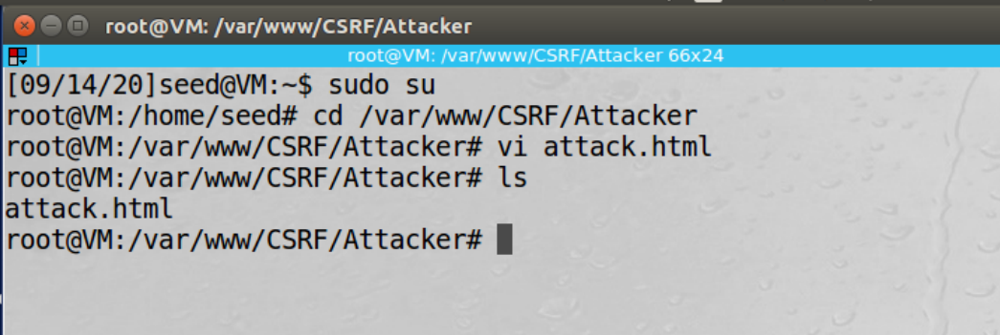 root@VM: /var/www/CSRF/Attacker
root@VM: /var/www/CSRF/Attacker 66x24
[09/14/20]seed@VM:~$ sudo su
root@VM:/home/seed# cd /var/www/CSRF/Attacker
root@VM:/var/www/CSRF/Attacker# vi attack.html
root@VM:/var/www/CSRF/Attacker# ls
attack.html
root@VM:/var/www/CSRF/Attacker#